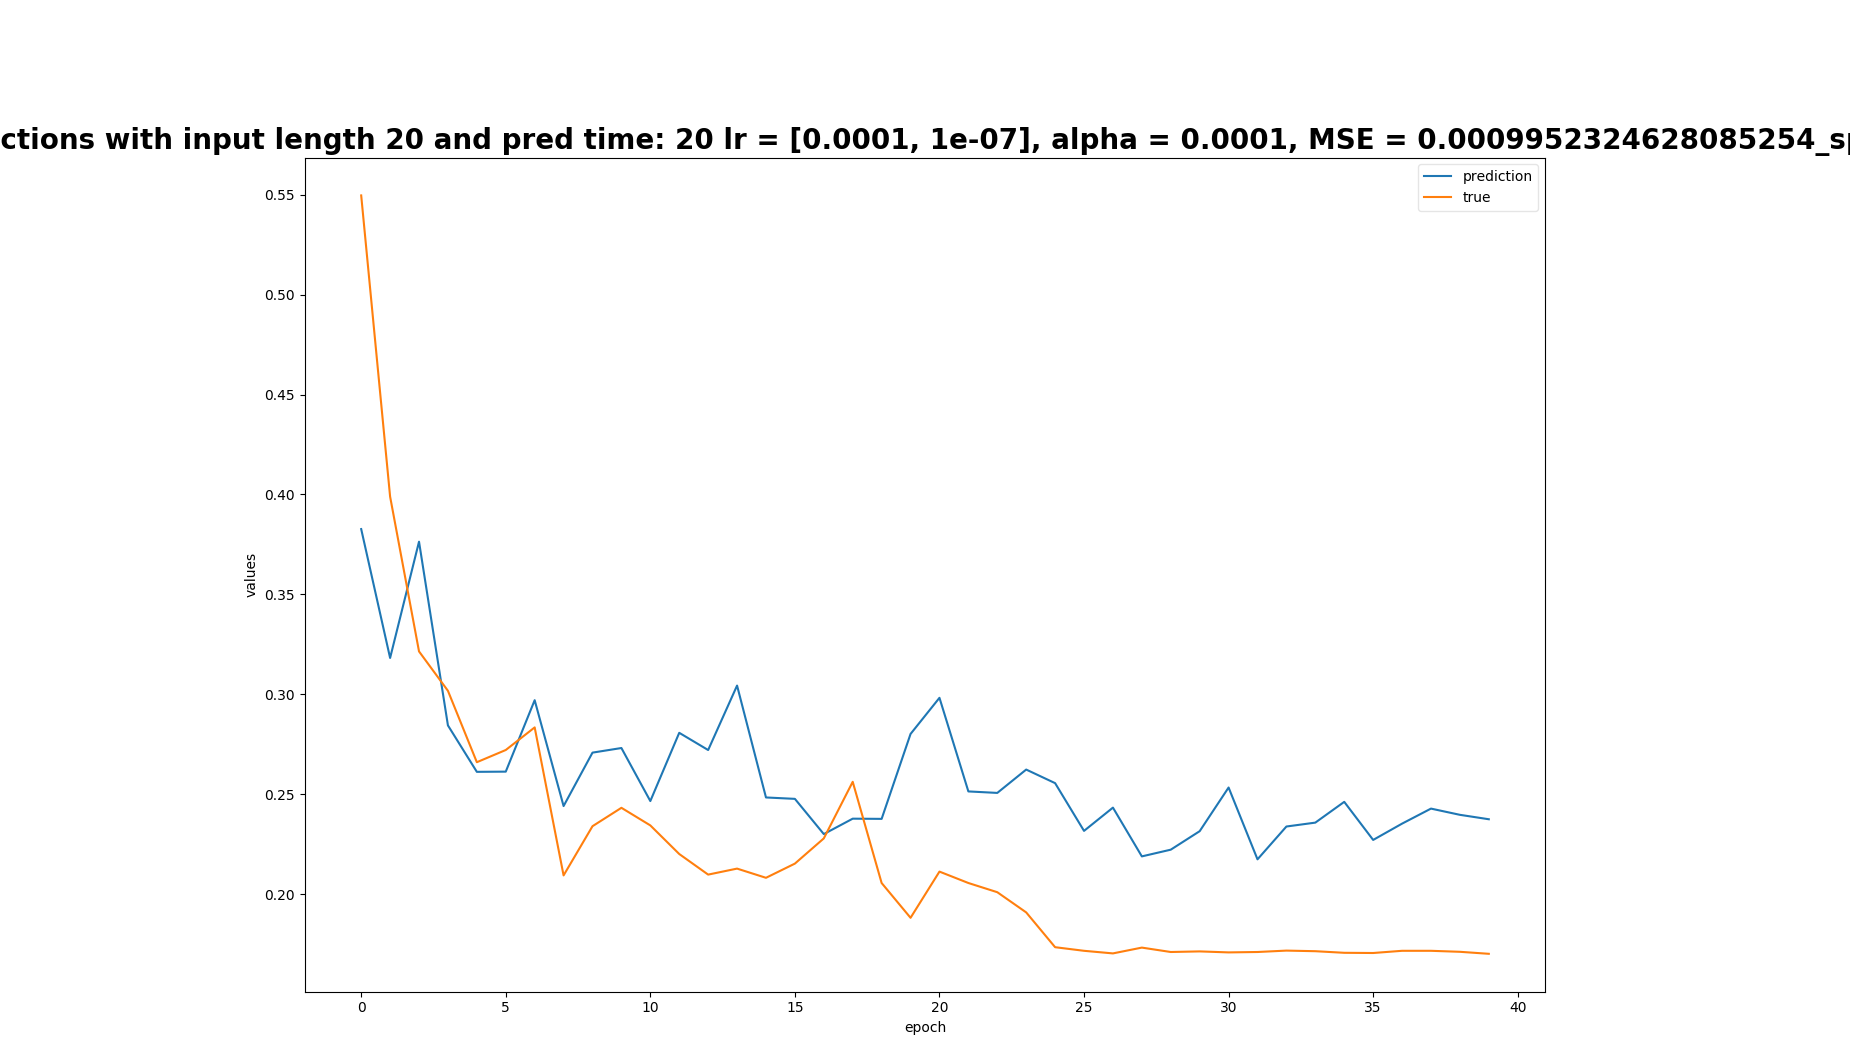 ctions with input length 20 and pred time: 20 lr = [0.0001, 1e-07], alpha = 0.0001, MSE = 0.0009952324628085254_sp
prediction
true
0.55
0.50
0.45
0.40
0.35
0.30
0.25
0.20
values
0 5 10 15 20 25 30 35 40
epoch